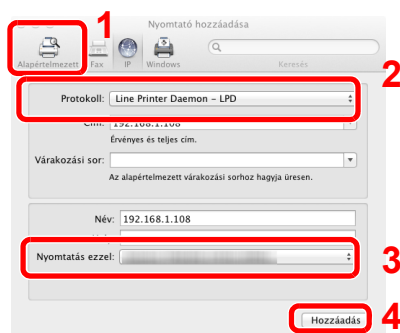 1
Nyomtató hozzáadása
Alapértelmezett Fax IP Windows Keresés
2
Protokoll: Line Printer Daemon – LPD
Cím: 192.168.1.108
Érvényes és teljes cím.
Várakozási sor:
Az alapértelmezett várakozási sorhoz hagyja üresen.
Név: 192.168.1.108
Nyomtatás ezzel:
3
Hozzáadás
4